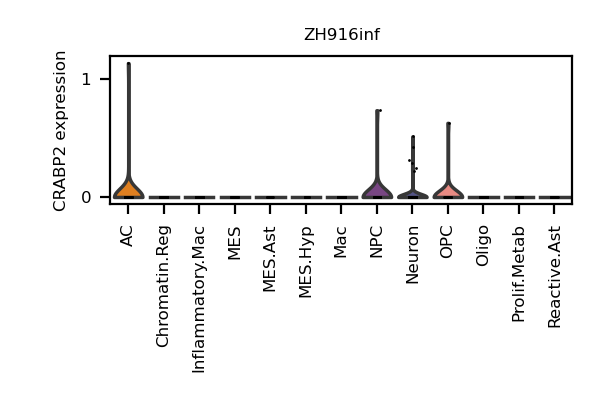 ZH916inf
CRABP2 expression
1
0
AC
Chromatin.Reg
Inflammatory.Mac
MES
MES.Ast
MES.Hyp
Mac
NPC
Neuron
OPC
Oligo
Prolif.Metab
Reactive.Ast